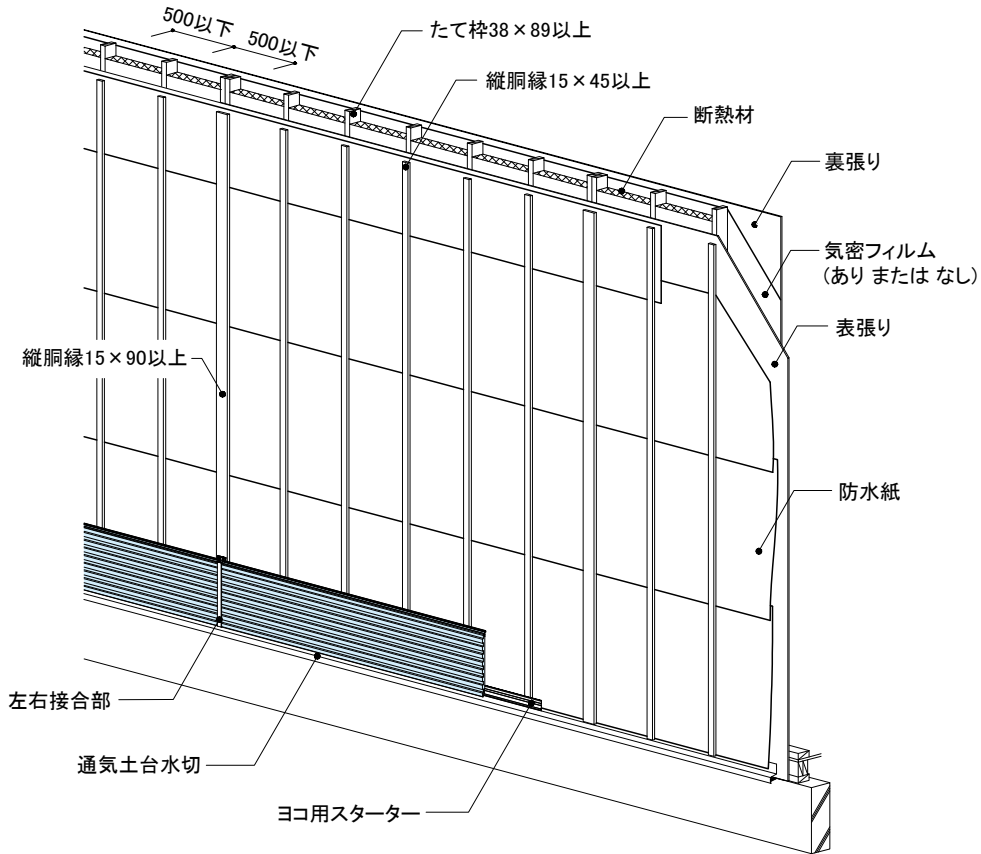 500以下
500以下
たて枠38×89以上
縦胴縁15×45以上
断熱材
裏張り
気密フィルム
(あり または なし)
表張り
縦胴縁15×90以上
防水紙
左右接合部
通気土台水切
ヨコ用スターター